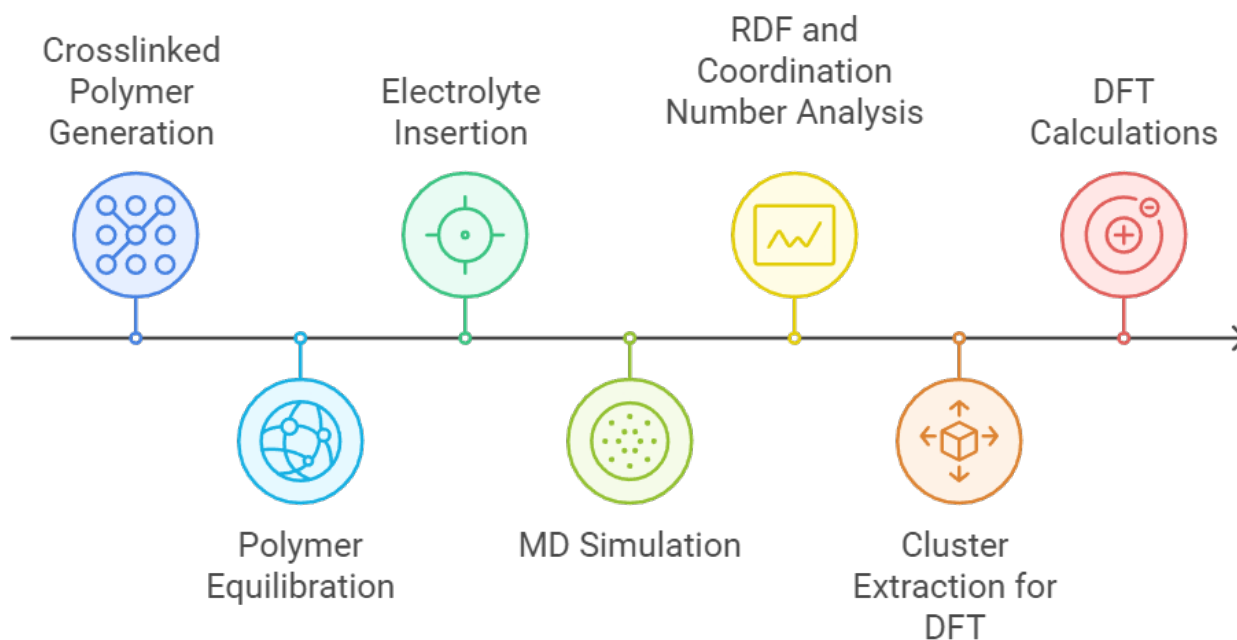 Crosslinked
Polymer
Generation
Polymer
Equilibration
Electrolyte
Insertion
MD Simulation
RDF and
Coordination
Number Analysis
Cluster
Extraction for
DFT
DFT
Calculations